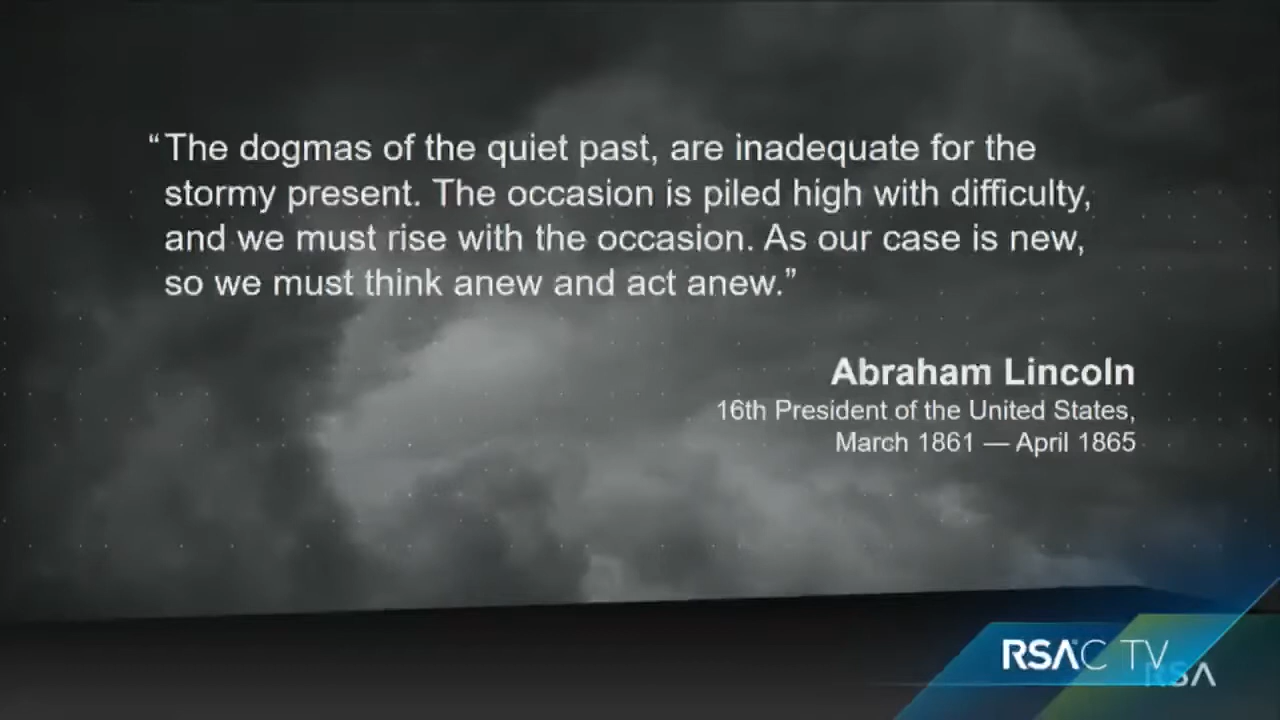 “The dogmas of the quiet past, are inadequate for the
stormy present. The occasion is piled high with difficulty,
and we must rise with the occasion. As our case is new,
so we must think anew and act anew.”
Abraham Lincoln
16th President of the United States,
March 1861 — April 1865
RSAC TV
RSA